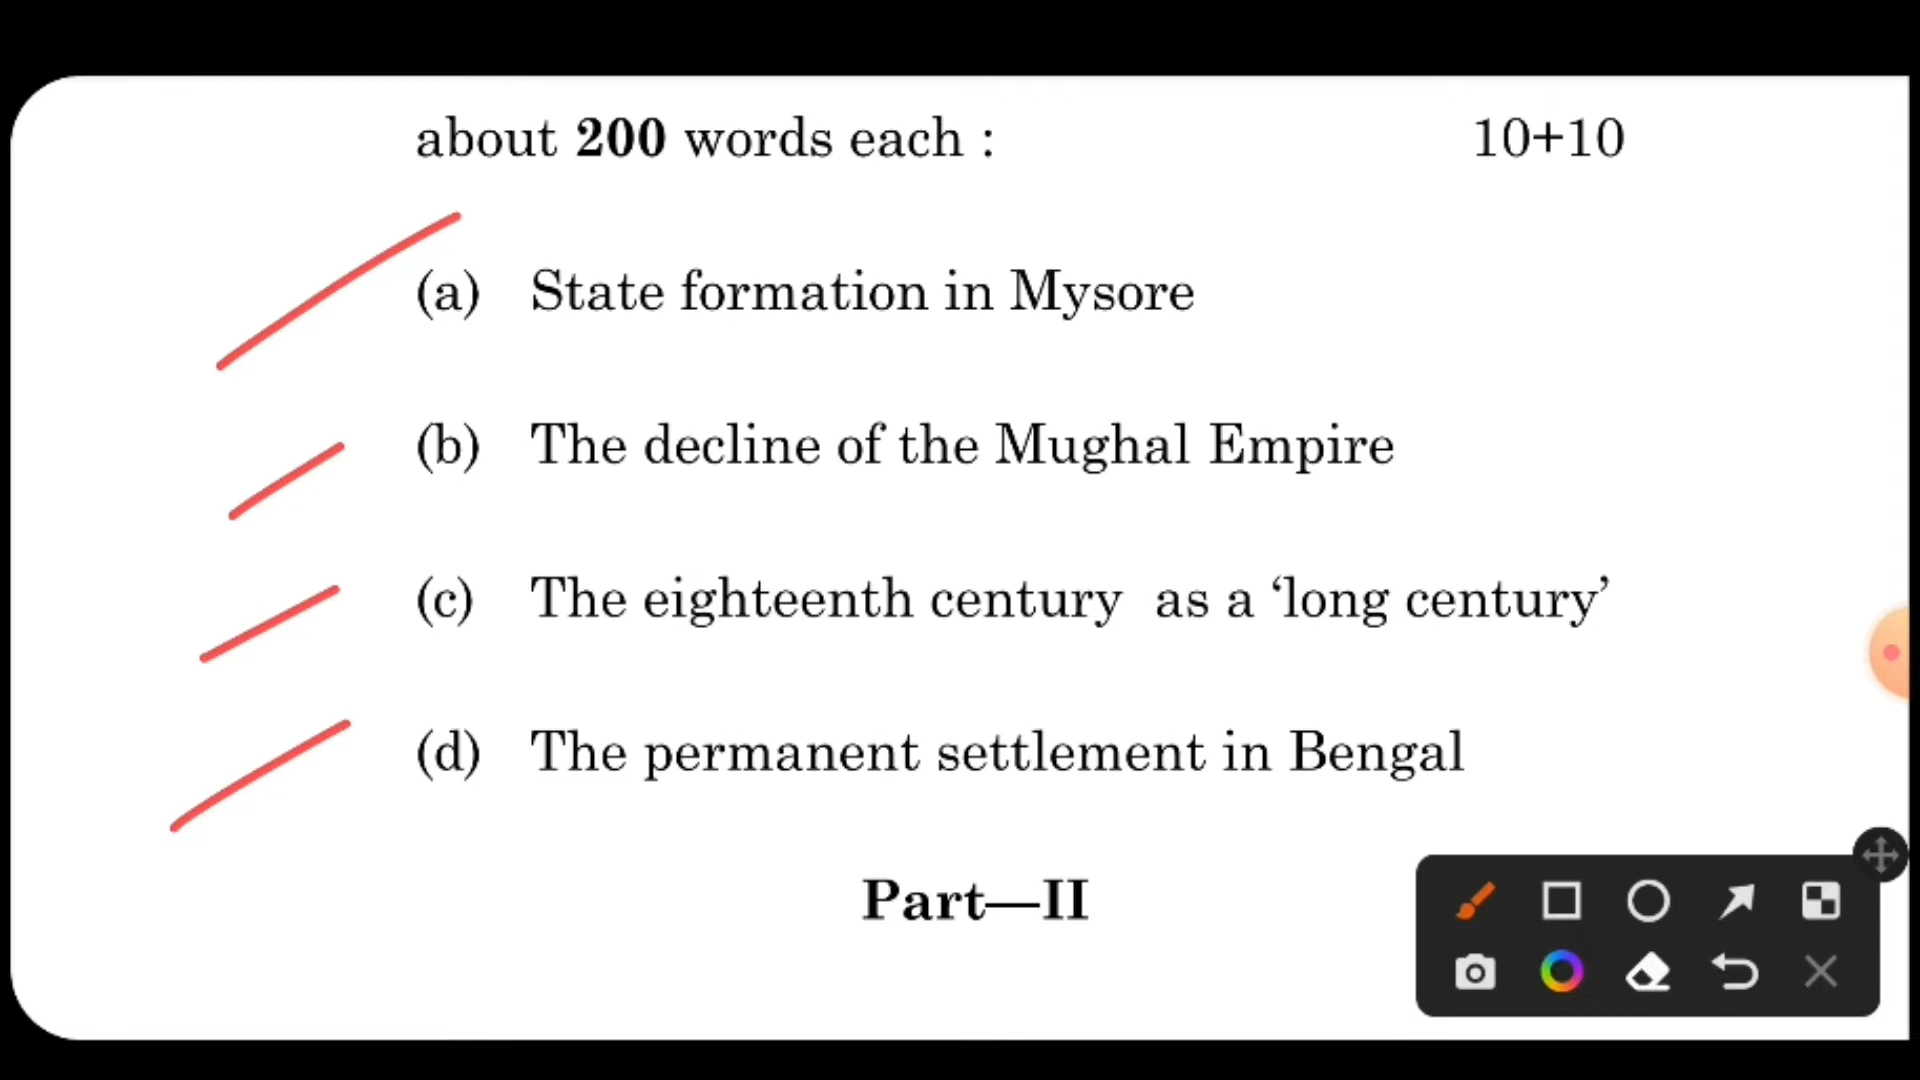 about 200 words each : 10+10
(a) State formation in Mysore
(b) The decline of the Mughal Empire
(c) The eighteenth century as a ‘long century’
(d) The permanent settlement in Bengal
Part—II